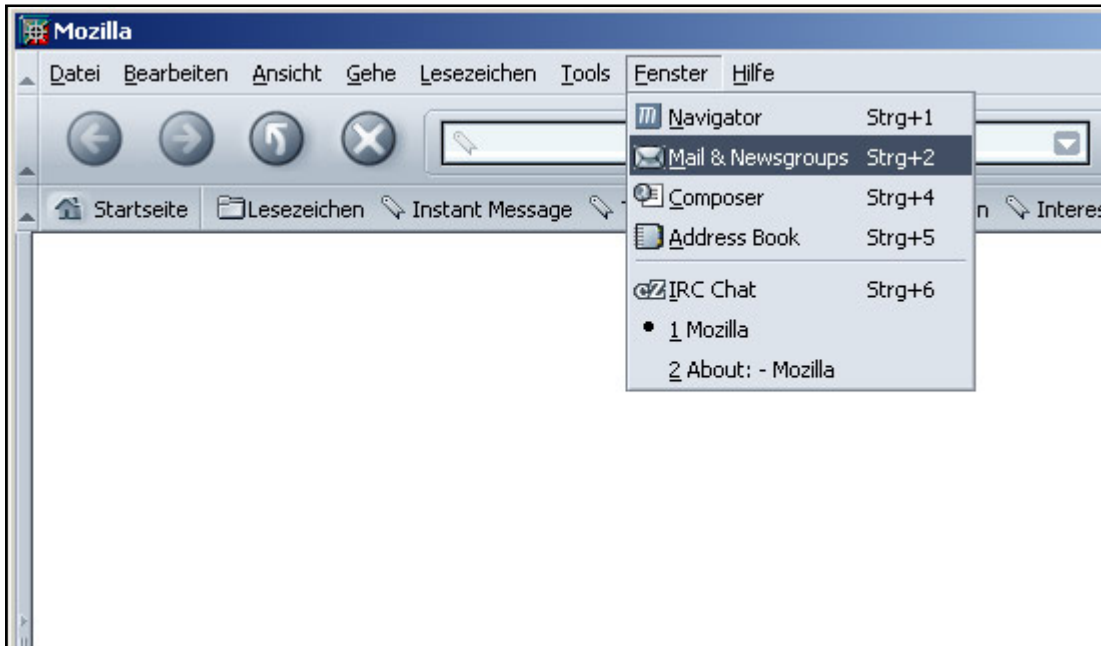 Mozilla
Datei Bearbeiten Ansicht Gehe Lesezeichen Tools Fenster Hilfe
Navigator Strg+1
Mail & Newsgroups Strg+2
Startseite Lesezeichen Instant Message
Composer Strg+4
Address Book Strg+5
IRC Chat Strg+6
1 Mozilla
2 About: - Mozilla